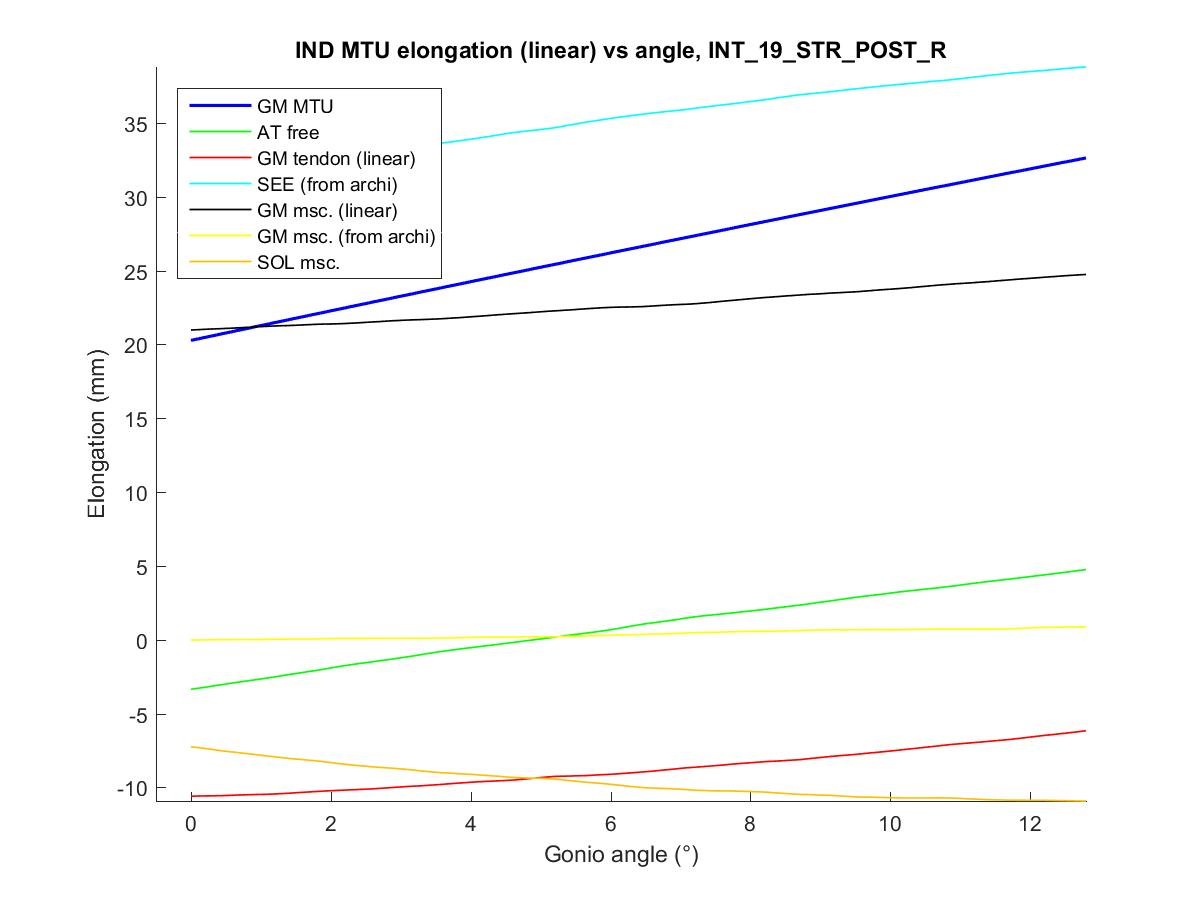 IND MTU elongation (linear) vs angle, INT_19_STR_POST_R
GM MTU
AT free
GM tendon (linear)
SEE (from archi)
GM msc. (linear)
GM msc. (from archi)
SOL msc.
Elongation (mm)
35
30
25
20
15
10
5
0
-5
-10
0 2 4 6 8 10 12
Gonio angle (°)